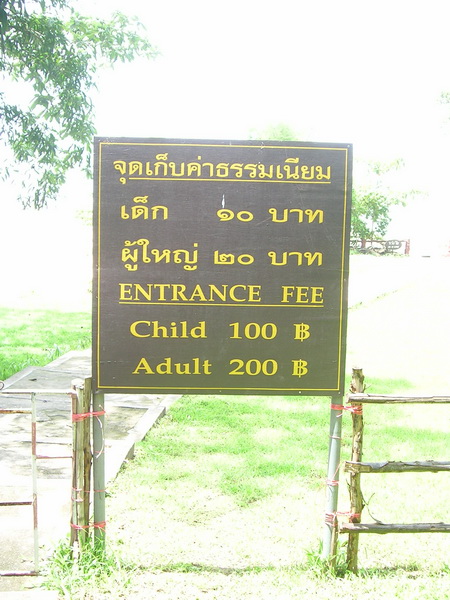 จุดเก็บค่าธรรมเนียม
เด็ก ๑๐ บาท
ผู้ใหญ่ ๒๐ บาท
ENTRANCE FEE
Child 100 ฿
Adult 200 ฿